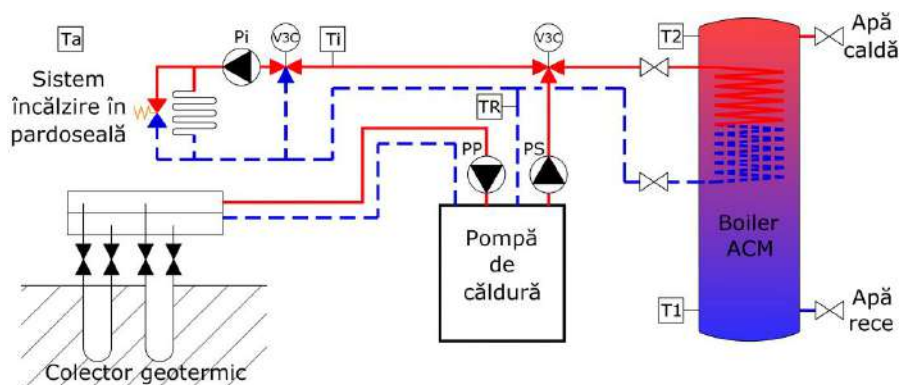 Ta
Pi
V3C
Ti
V3C
T2
Apă
caldă
Sistem
încălzire în
pardoseală
TR
PP
PS
Pompă
de
căldură
Boiler
ACM
T1
Apă
rece
Colector geotermic